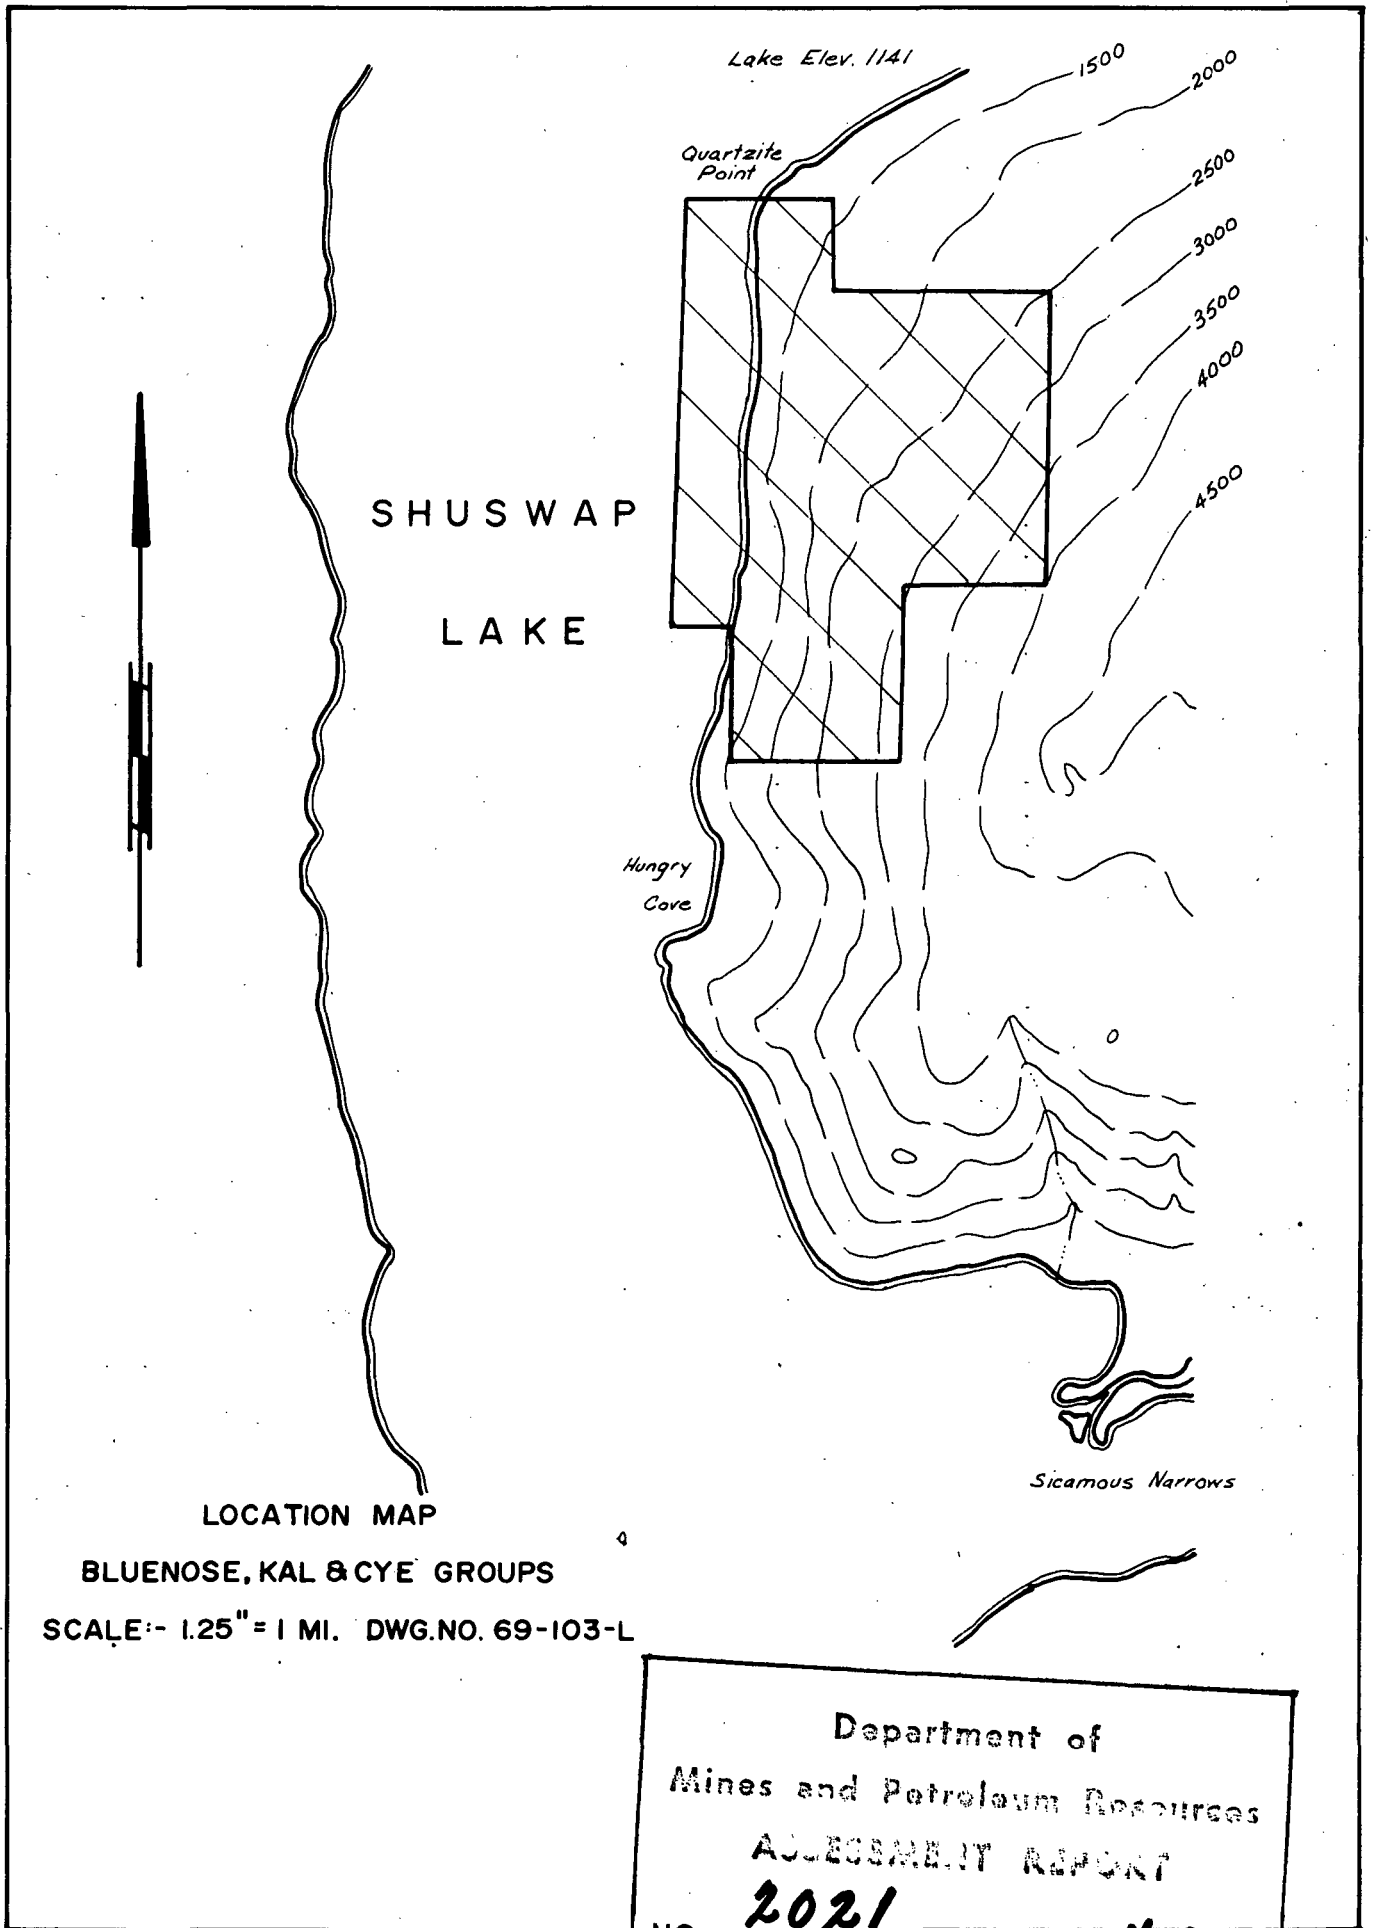 Lake Elev. 1141
1500
2000
Quartzite
Point
2500
3000
3500
4000
4500
SHUSWAP
LAKE
Hungry
Cove
Sicamous Narrows
LOCATION MAP
BLUENOSE, KAL & CYE GROUPS
SCALE:- 1.25" = 1 MI. DWG.NO. 69-103-L
Department of
Mines and Petroleum Resources
ASSESSMENT REPORT
NO. 2021